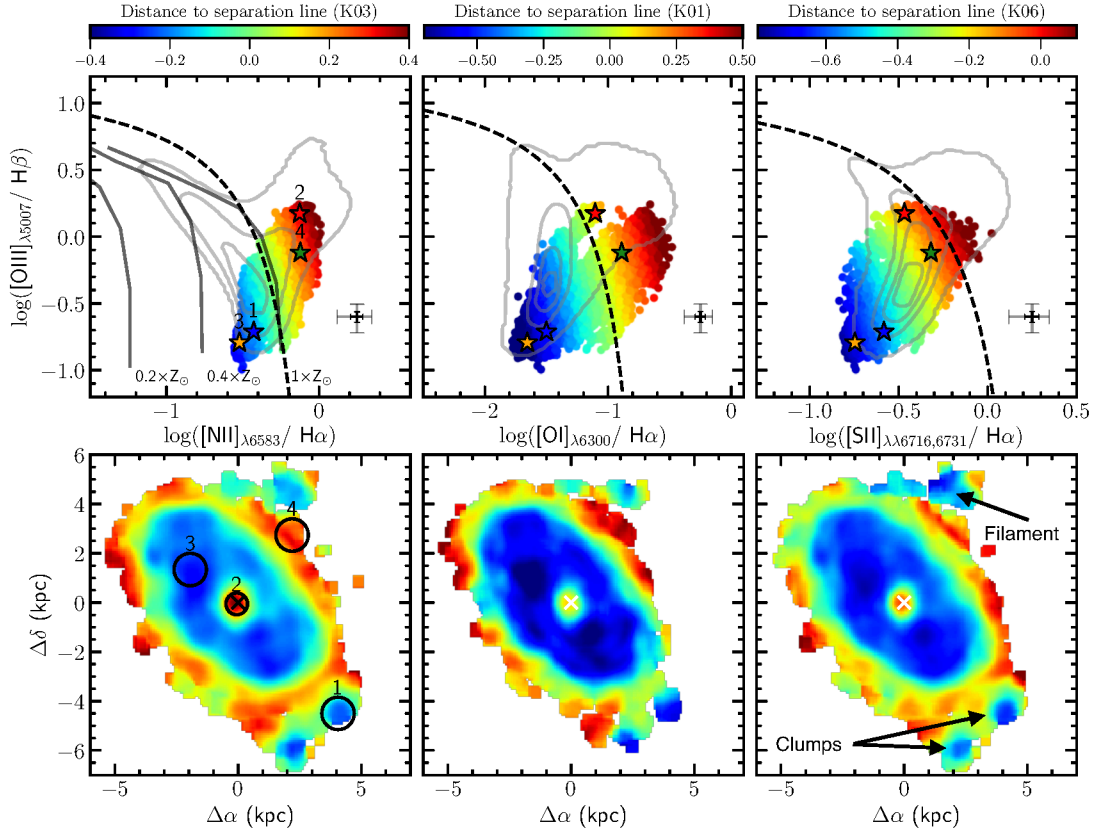 Distance to separation line (K03) Distance to separation line (K01) Distance to separation line (K06)
−0.4 −0.2 0.0 0.2 0.4 −0.50 −0.25 0.00 0.25 0.50 −0.6 −0.4 −0.2 0.0
log([OIII]λ5007/ Hβ)
1.0
0.5
0.0
−0.5
−1.0
2
4
1
3
0.2×Z⊙ 0.4×Z⊙ 1×Z⊙
−1 0 −2 −1 0 −1.0 −0.5 0.0 0.5
log([NII]λ6583/ Hα) log([OI]λ6300/ Hα) log([SII]λλ6716,6731/ Hα)
Δδ (kpc)
6
4
2
0
−2
−4
−6
4
3
2
1
Filament
Clumps
−5 0 5 −5 0 5 −5 0 5
Δα (kpc) Δα (kpc) Δα (kpc)